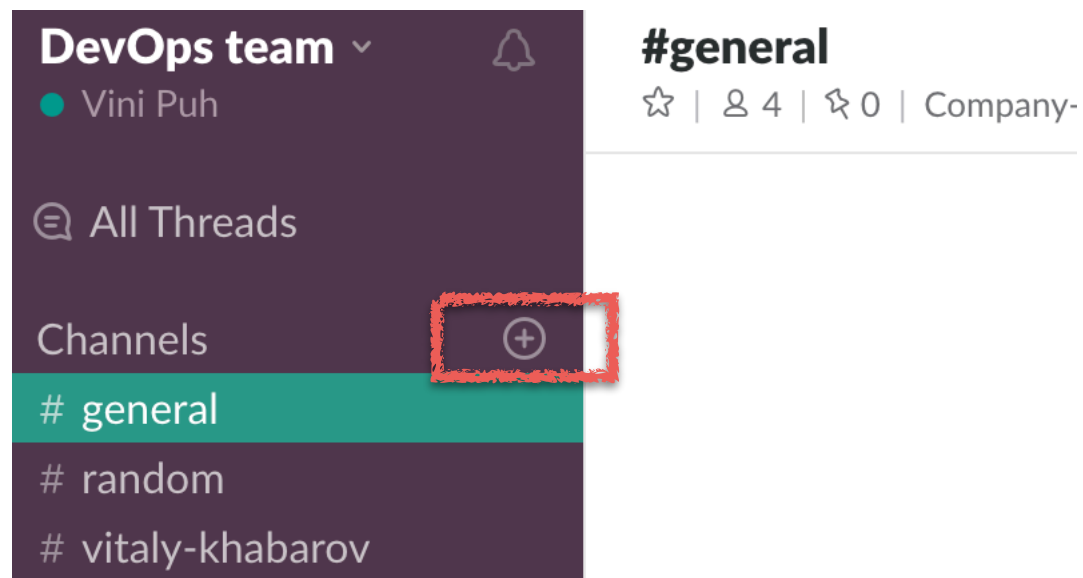 DevOps team
Vini Puh
All Threads
Channels
# general
# random
# vitaly-khabarov
#general
4 | 0 | Company-